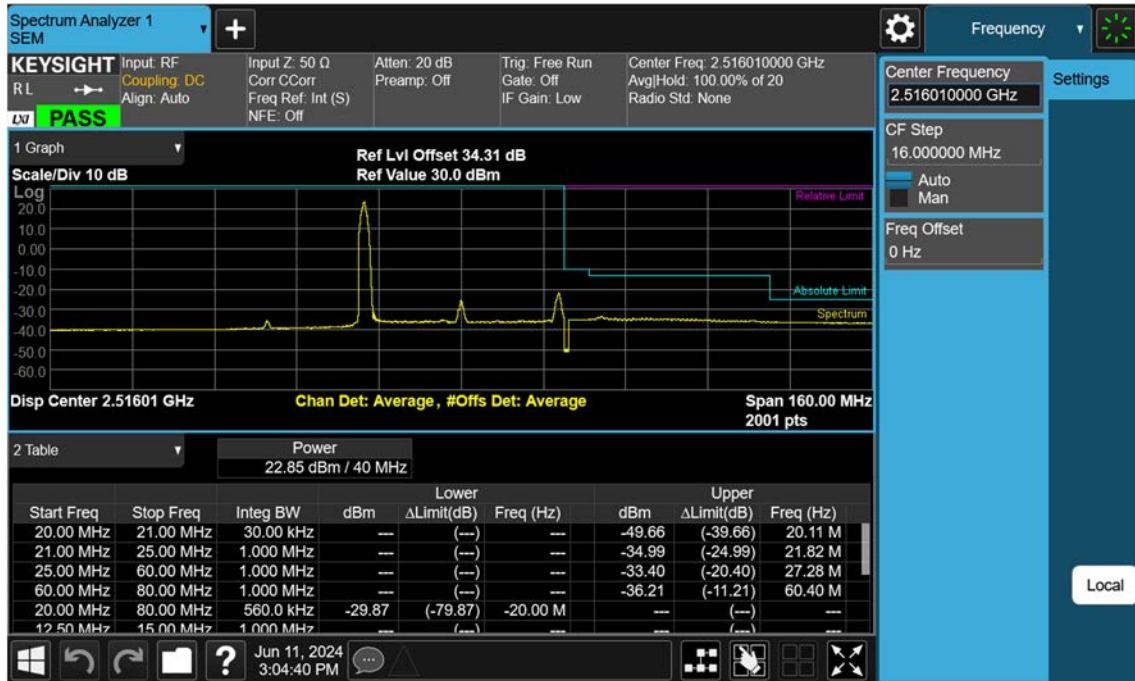 Spectrum Analyzer 1
SEM
Frequency
KEYSIGHT
RL
LXI
PASS
Input: RF
Coupling: DC
Align: Auto
Input Z: 50 Ω
Corr CCorr
Freq Ref: Int (S)
NFE: Off
Atten: 20 dB
Preamp: Off
Trig: Free Run
Gate: Off
IF Gain: Low
Center Freq: 2.516010000 GHz
Avg|Hold: 100.00% of 20
Radio Std: None
Center Frequency
2.516010000 GHz
Settings
CF Step
16.000000 MHz
Auto
Man
Freq Offset
0 Hz
Local
1 Graph
Scale/Div 10 dB
Ref Lvl Offset 34.31 dB
Ref Value 30.0 dBm
Log
20.0
10.0
0.00
-10.0
-20.0
-30.0
-40.0
-50.0
-60.0
Relative Limit
Absolute Limit
Spectrum
Disp Center 2.51601 GHz
Chan Det: Average, #Offs Det: Average
Span 160.00 MHz
2001 pts
2 Table
Power
22.85 dBm / 40 MHz
Lower Upper
Start Freq Stop Freq Integ BW dBm ΔLimit(dB) Freq (Hz) dBm ΔLimit(dB) Freq (Hz)
20.00 MHz 21.00 MHz 30.00 kHz --- (---) --- -49.66 (-39.66) 20.11 M
21.00 MHz 25.00 MHz 1.000 MHz --- (---) --- -34.99 (-24.99) 21.82 M
25.00 MHz 60.00 MHz 1.000 MHz --- (---) --- -33.40 (-20.40) 27.28 M
60.00 MHz 80.00 MHz 1.000 MHz --- (---) --- -36.21 (-11.21) 60.40 M
20.00 MHz 80.00 MHz 560.0 kHz -29.87 (-79.87) -20.00 M --- (---) ---
12.50 MHz 15.00 MHz 1.000 MHz --- (---) --- --- (---) ---
?
Jun 11, 2024
3:04:40 PM